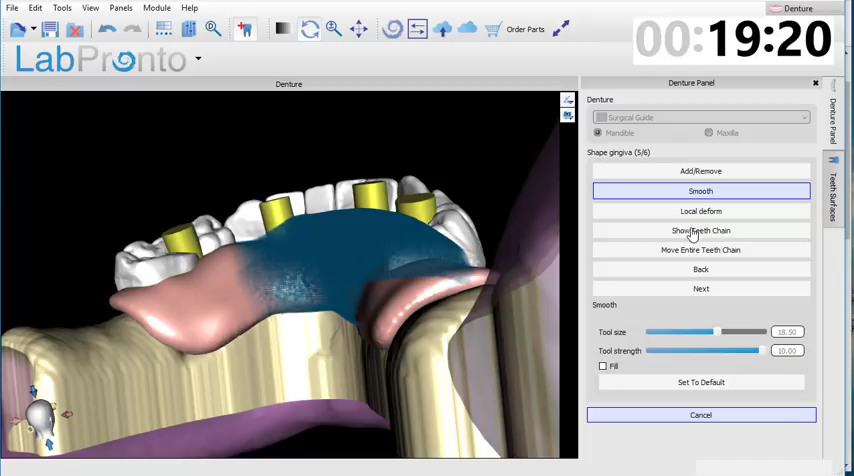 File Edit Tools View Panels Module Help
Denture
Order Parts
00:19:20
LabPronto
Denture
Denture Panel
Denture
Surgical Guide
Mandible Maxilla
Shape gingiva (5/6)
Add/Remove
Smooth
Local deform
Show Teeth Chain
Move Entire Teeth Chain
Back
Next
Smooth
Tool size 18.50
Tool strength 10.00
Fill
Set To Default
Cancel
Denture Panel
Teeth Surfaces